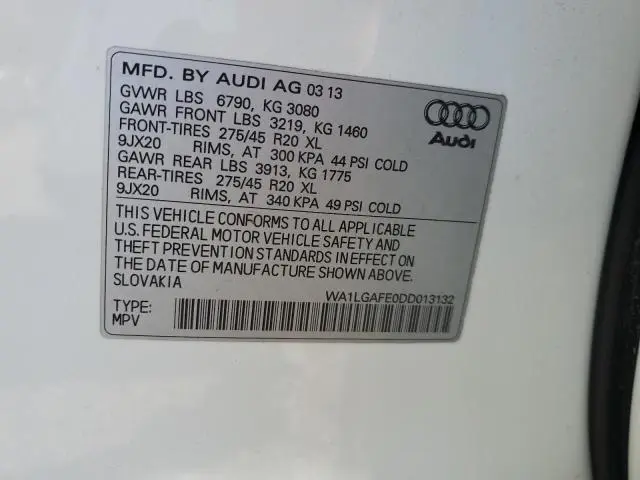 MFD. BY AUDI AG 03 13
GVWR LBS 6790, KG 3080
GAWR FRONT LBS 3219, KG 1460
FRONT-TIRES 275/45 R20 XL
9JX20 RIMS, AT 300 KPA 44 PSI COLD
GAWR REAR LBS 3913, KG 1775
REAR-TIRES 275/45 R20 XL
9JX20 RIMS, AT 340 KPA 49 PSI COLD
Audi
THIS VEHICLE CONFORMS TO ALL APPLICABLE
U.S. FEDERAL MOTOR VEHICLE SAFETY AND
THEFT PREVENTION STANDARDS IN EFFECT ON
THE DATE OF MANUFACTURE SHOWN ABOVE.
SLOVAKIA
WA1LGAFE0DD013132
TYPE:
MPV